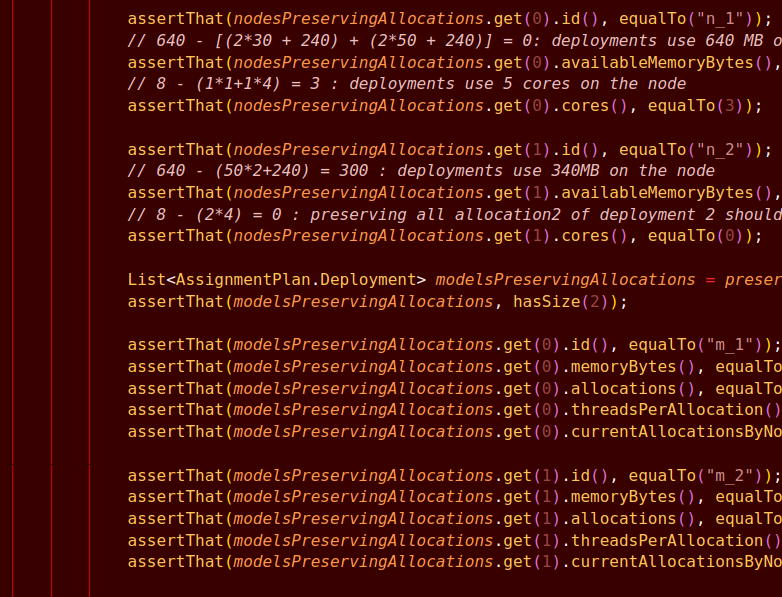 assertThat(nodesPreservingAllocations.get(0).id(), equalTo("n_1"));
// 640 - [(2*30 + 240) + (2*50 + 240)] = 0: deployments use 640 MB o
assertThat(nodesPreservingAllocations.get(0).availableMemoryBytes(),
// 8 - (1*1+1*4) = 3 : deployments use 5 cores on the node
assertThat(nodesPreservingAllocations.get(0).cores(), equalTo(3));
assertThat(nodesPreservingAllocations.get(1).id(), equalTo("n_2"));
// 640 - (50*2+240) = 300 : deployments use 340MB on the node
assertThat(nodesPreservingAllocations.get(1).availableMemoryBytes(),
// 8 - (2*4) = 0 : preserving all allocation2 of deployment 2 should
assertThat(nodesPreservingAllocations.get(1).cores(), equalTo(0));
List<AssignmentPlan.Deployment> modelsPreservingAllocations = preser
assertThat(modelsPreservingAllocations, hasSize(2));
assertThat(modelsPreservingAllocations.get(0).id(), equalTo("m_1"));
assertThat(modelsPreservingAllocations.get(0).memoryBytes(), equalTo
assertThat(modelsPreservingAllocations.get(0).allocations(), equalTo
assertThat(modelsPreservingAllocations.get(0).threadsPerAllocation()
assertThat(modelsPreservingAllocations.get(0).currentAllocationsByNo
assertThat(modelsPreservingAllocations.get(1).id(), equalTo("m_2"));
assertThat(modelsPreservingAllocations.get(1).memoryBytes(), equalTo
assertThat(modelsPreservingAllocations.get(1).allocations(), equalTo
assertThat(modelsPreservingAllocations.get(1).threadsPerAllocation()
assertThat(modelsPreservingAllocations.get(1).currentAllocationsByNo